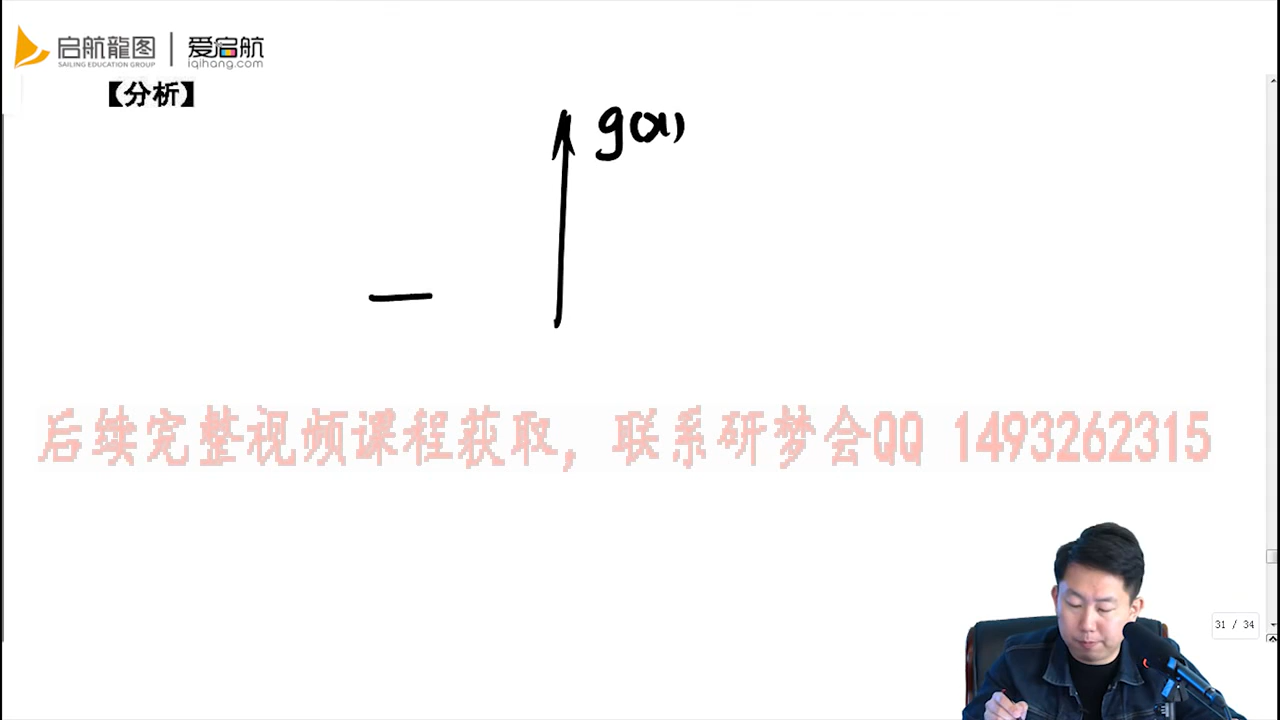 启航龍图 爱启航
SAILING EDUCATION GROUP iqihang.com
【分析】
g(x)
后续完整视频课程获取，联系研梦会QQ 1493262315
31 / 34